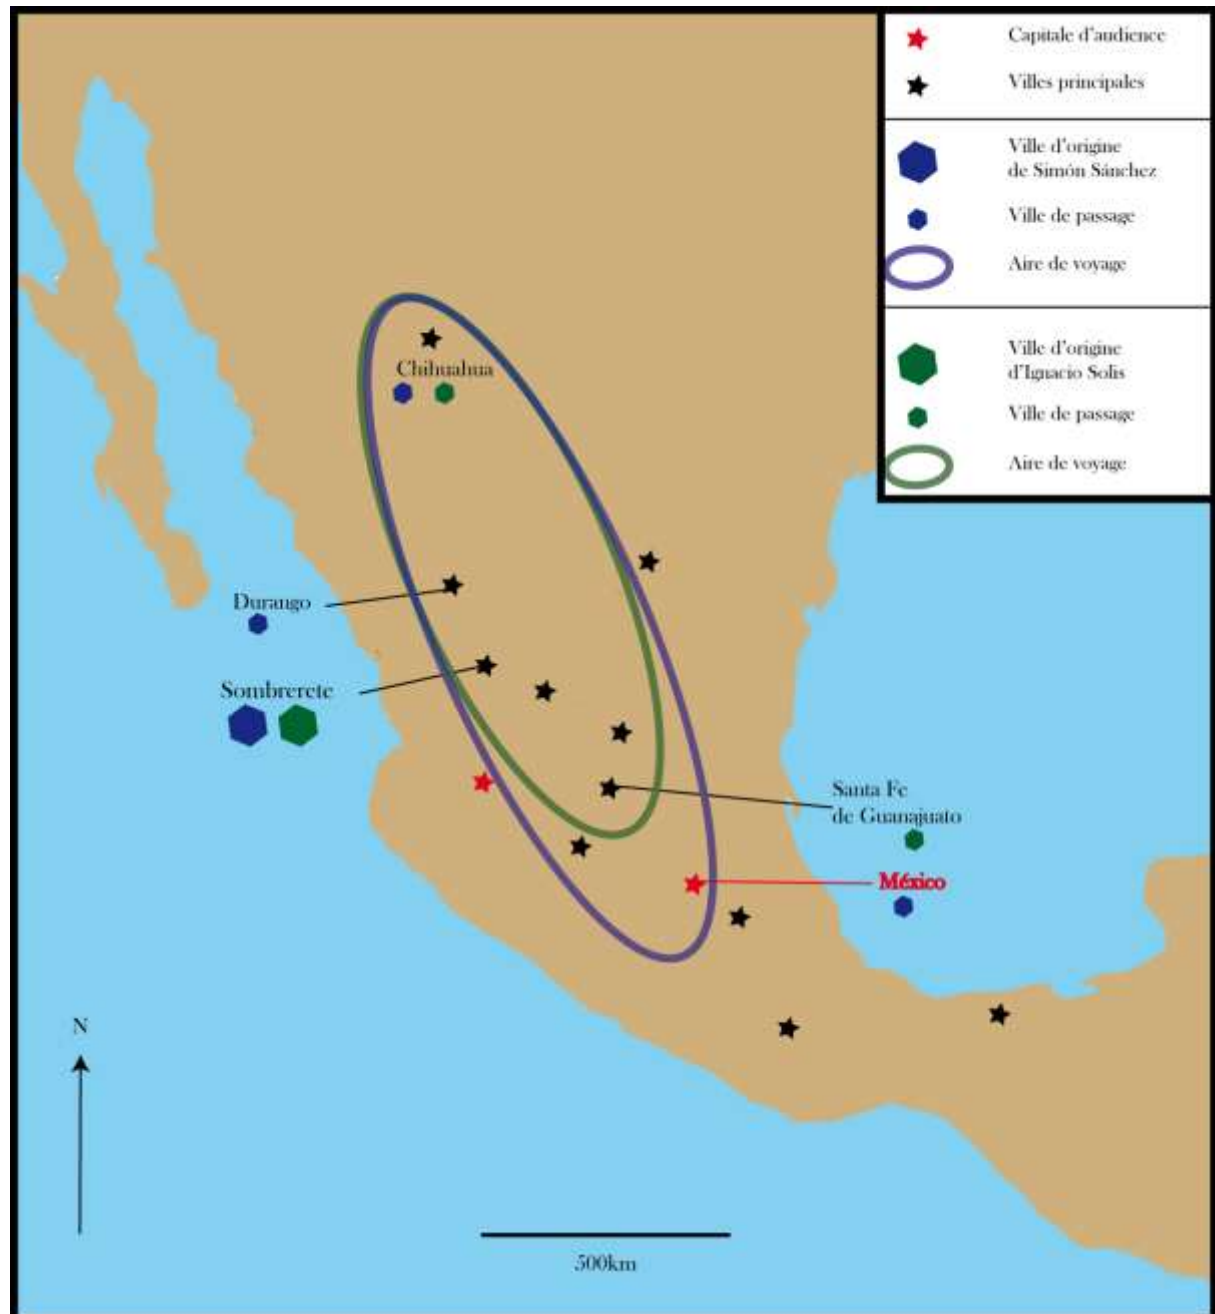 Capitale d'audience
Villes principales
Ville d'origine
de Simón Sánchez
Ville de passage
Aire de voyage
Ville d'origine
d'Ignacio Solis
Ville de passage
Aire de voyage
Chihuahua
Durango
Sombrerete
Santa Fe
de Guanajuato
México
N
500km